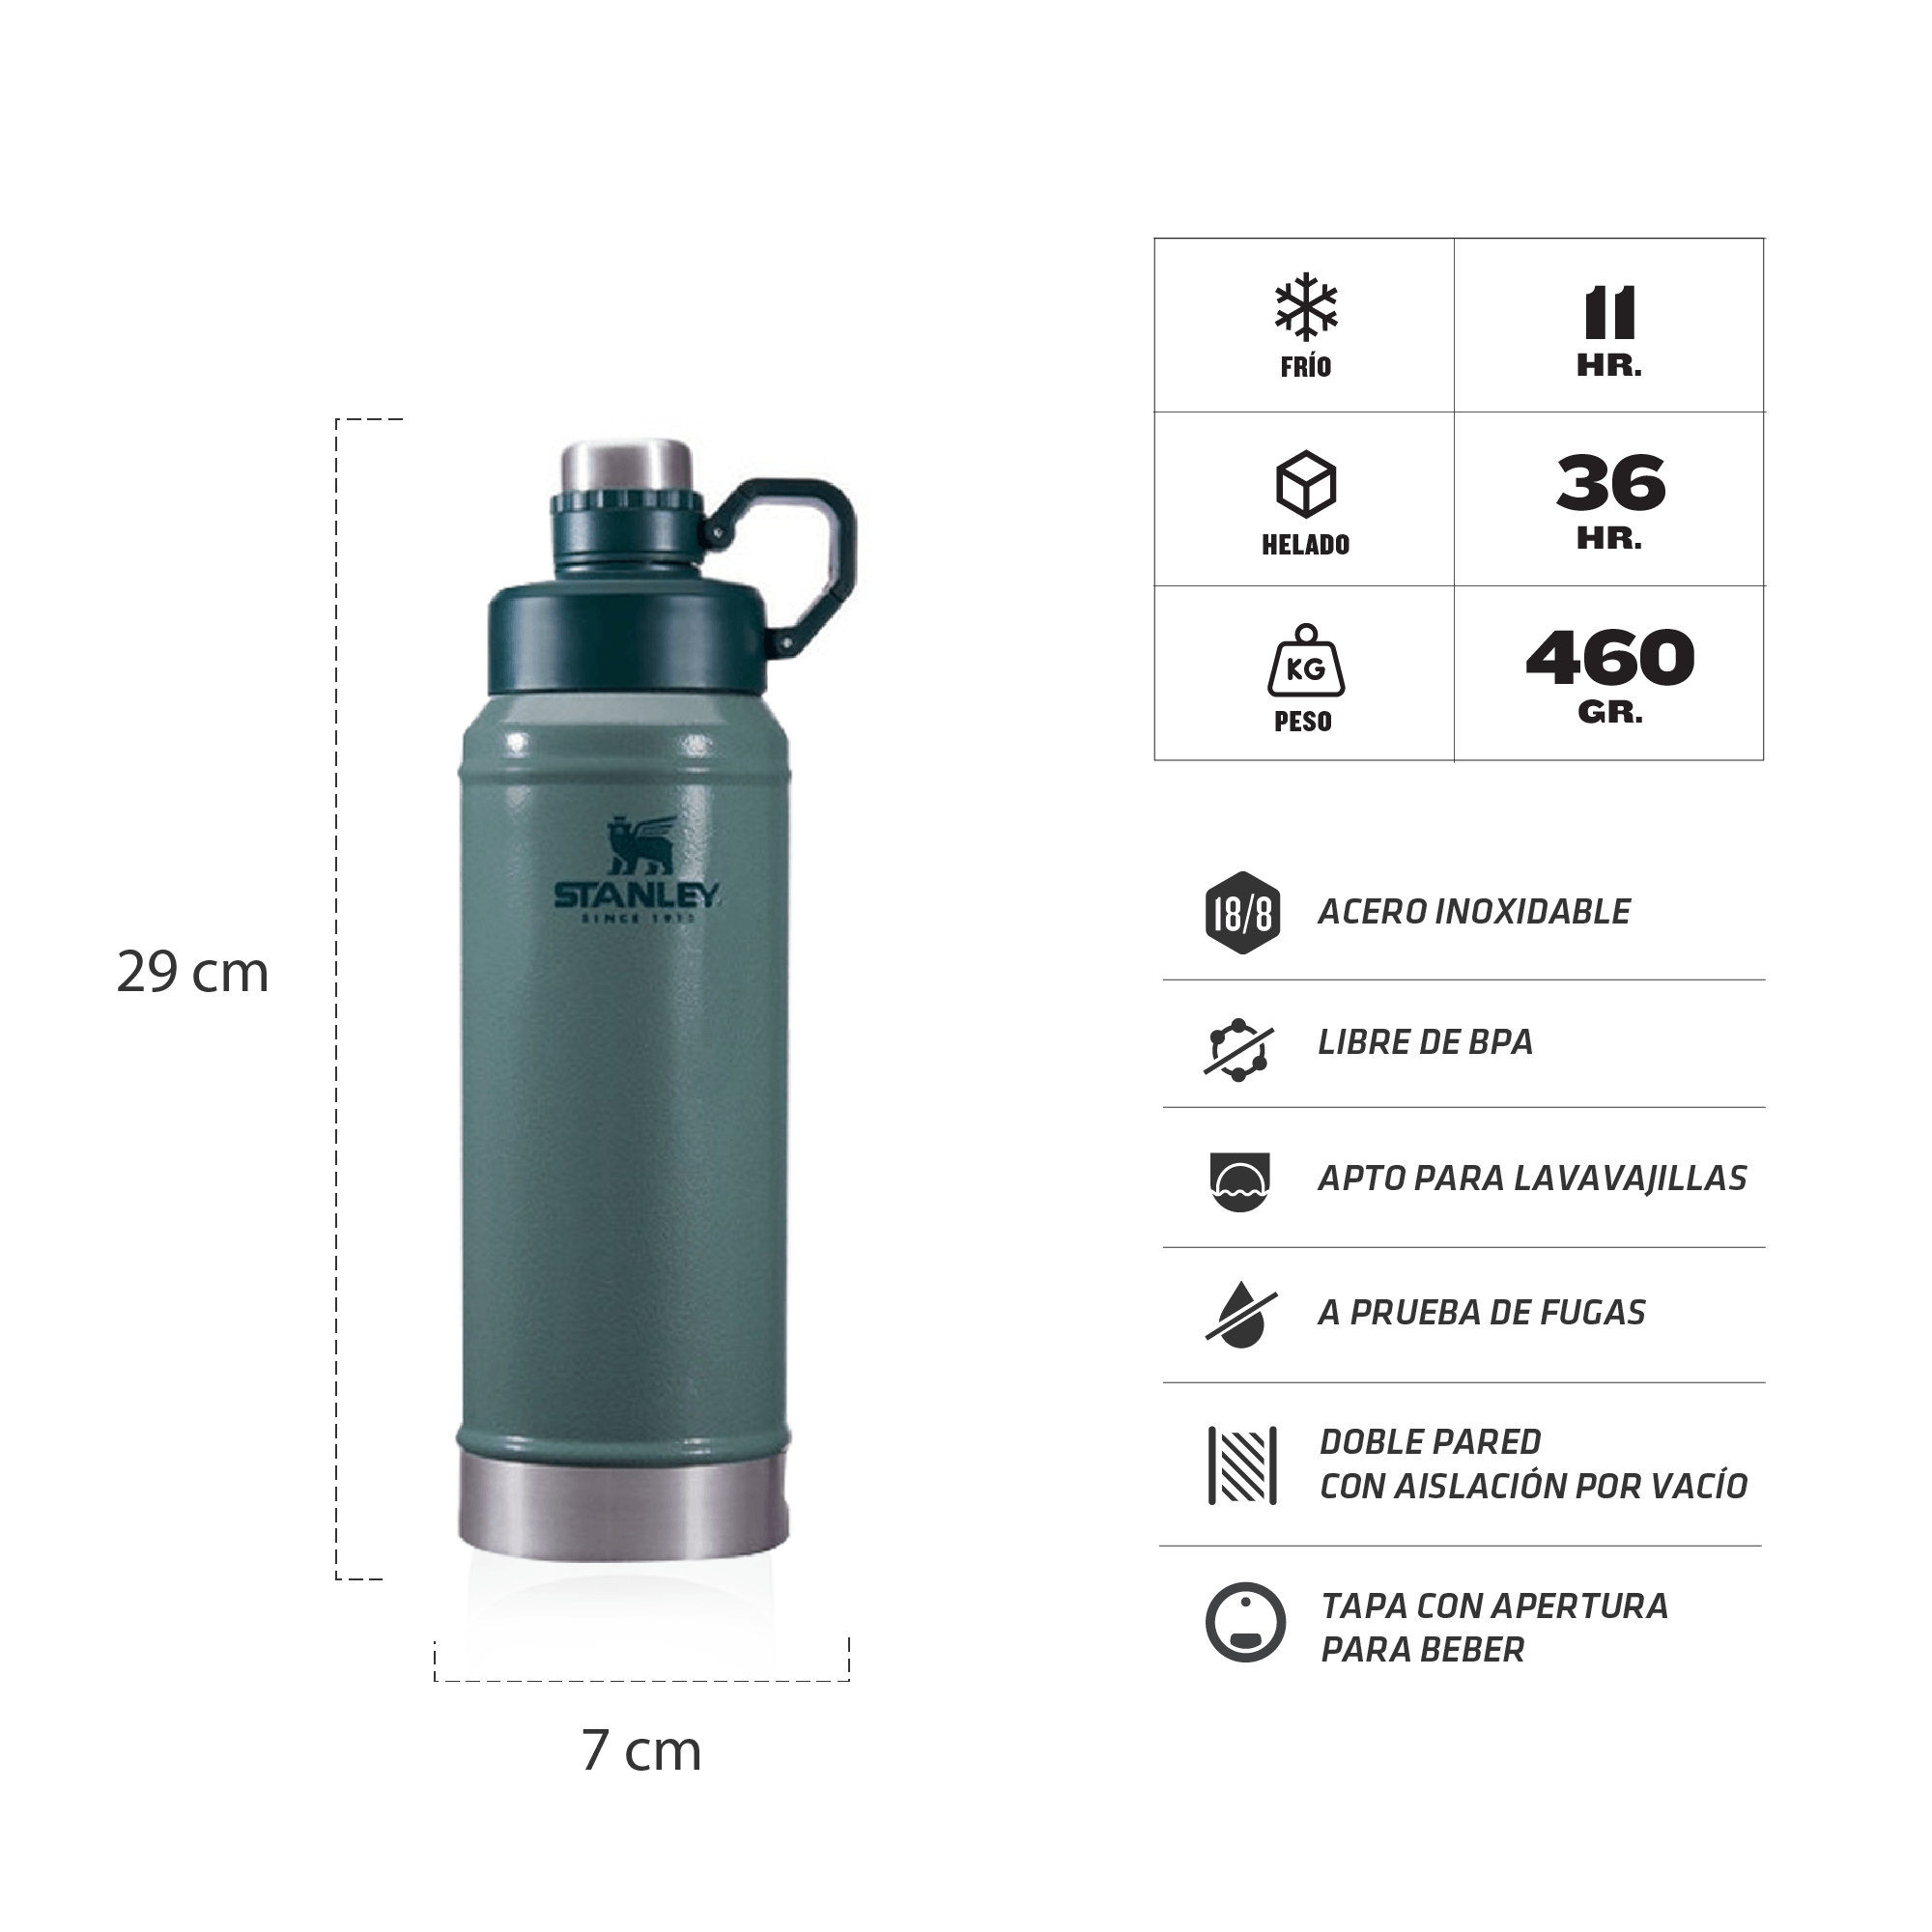 FRÍO
11
HR.
HELADO
36
HR.
KG
PESO
460
GR.
STANLEY
SINCE 1913
29 cm
7 cm
18/8
ACERO INOXIDABLE
LIBRE DE BPA
APTO PARA LAVAVAJILLAS
A PRUEBA DE FUGAS
DOBLE PARED
CON AISLACIÓN POR VACÍO
TAPA CON APERTURA
PARA BEBER